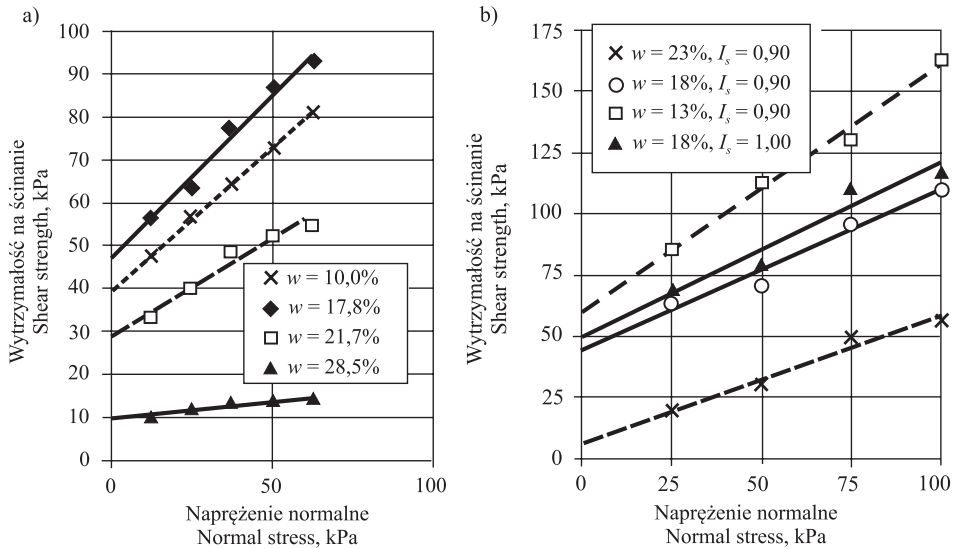 a)
100
90
80
70
60
50
40
30
20
10
0
Wytrzymałość na ścinanie
Shear strength, kPa
w = 10,0%
w = 17,8%
w = 21,7%
w = 28,5%
0 50 100
Naprężenie normalne
Normal stress, kPa
b)
175
150
125
100
75
50
25
0
Wytrzymałość na ścinanie
Shear strength, kPa
w = 23%, Is = 0,90
w = 18%, Is = 0,90
w = 13%, Is = 0,90
w = 18%, Is = 1,00
0 25 50 75 100
Naprężenie normalne
Normal stress, kPa